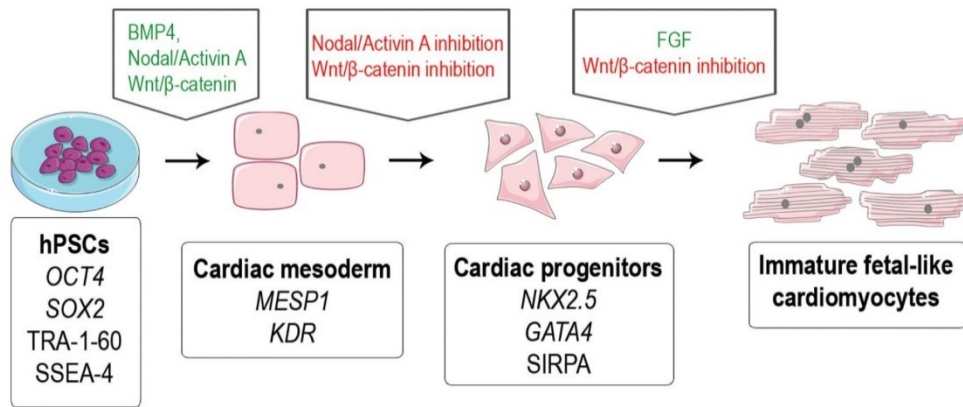 BMP4,
Nodal/Activin A
Wnt/β-catenin
Nodal/Activin A inhibition
Wnt/β-catenin inhibition
FGF
Wnt/β-catenin inhibition
hPSCs
OCT4
SOX2
TRA-1-60
SSEA-4
Cardiac mesoderm
MESP1
KDR
Cardiac progenitors
NKX2.5
GATA4
SIRPA
Immature fetal-like
cardiomyocytes